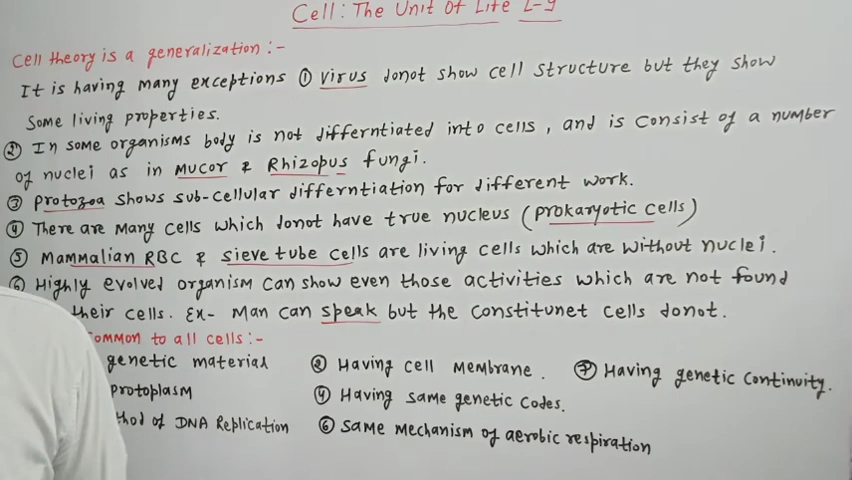 Cell: The Unit Of Life L-9
Cell theory is a generalization :-
It is having many exceptions ① virus donot show cell structure but they show
Some living properties.
② In some organisms body is not differntiated into cells, and is consist of a number
of nuclei as in Mucor & Rhizopus fungi.
③ Protozoa shows sub-cellular differntiation for different work.
④ There are many cells which donot have true nucleus (prokaryotic cells)
⑤ Mammalian RBC & sieve tube cells are living cells which are without nuclei.
⑥ Highly evolved organism can show even those activities which are not found
their cells. Ex- Man can speak but the constitunet cells donot.
ommon to all cells :-
genetic material ② Having cell membrane. ⑦ Having genetic continuity.
protoplasm ④ Having same genetic codes.
thod of DNA Replication ⑥ same mechanism of aerobic respiration